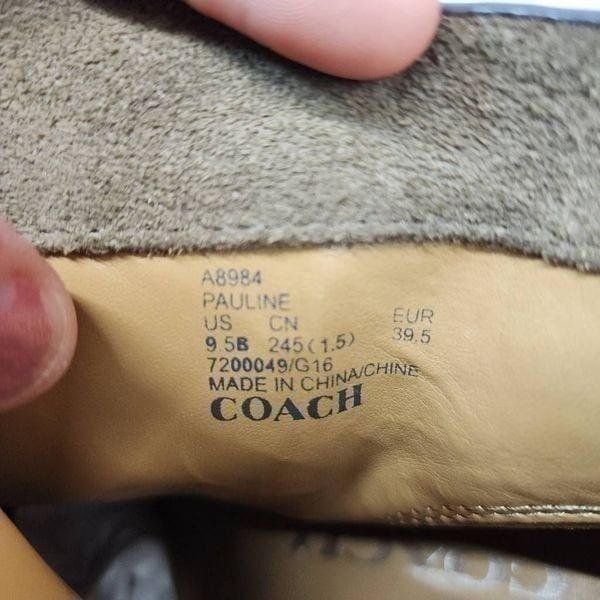 A8984
PAULINE
US CN EUR
9.5B 245(1.5) 39.5
7200049/G16
MADE IN CHINA/CHINE
COACH